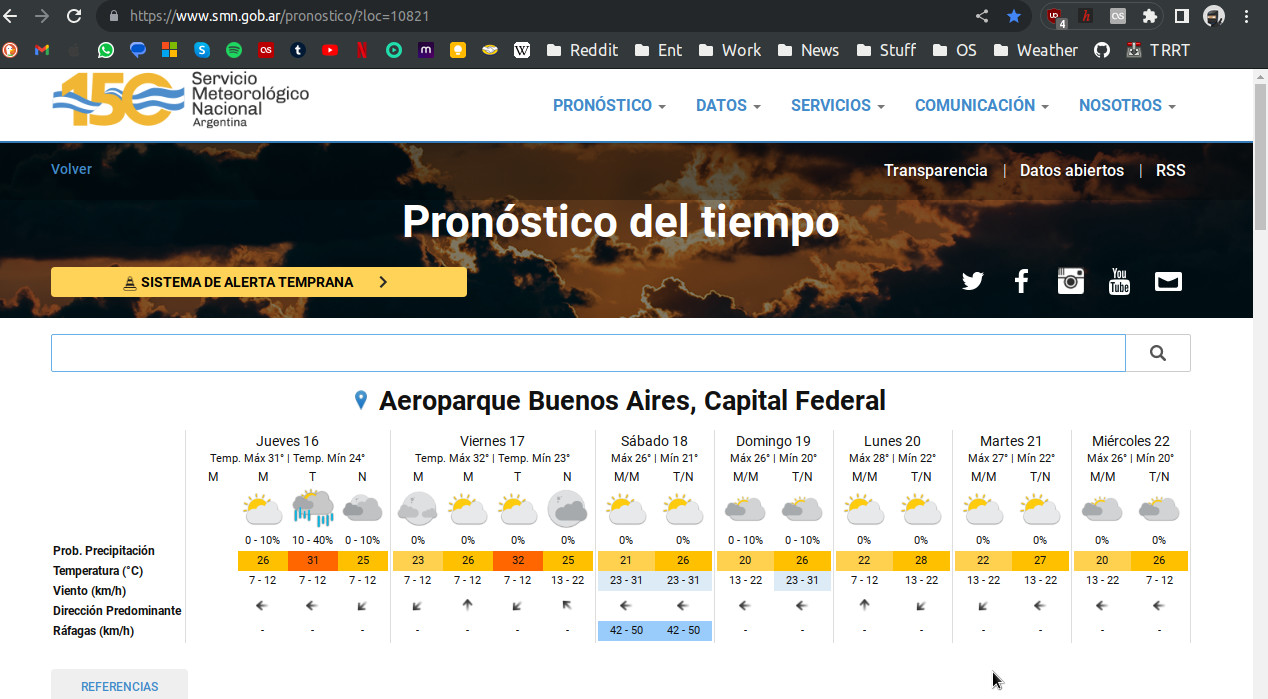 https://www.smn.gob.ar/pronostico/?loc=10821
UD 4 h OS
S OS t N m W Reddit Ent Work News Stuff OS Weather TRRT
150 Servicio
Meteorológico
Nacional
Argentina
PRONÓSTICO DATOS SERVICIOS COMUNICACIÓN NOSOTROS
Volver
Transparencia | Datos abiertos | RSS
Pronóstico del tiempo
SISTEMA DE ALERTA TEMPRANA
You
Tube
Aeroparque Buenos Aires, Capital Federal
Jueves 16 Viernes 17 Sábado 18 Domingo 19 Lunes 20 Martes 21 Miércoles 22
Temp. Máx 31° | Temp. Mín 24° Temp. Máx 32° | Temp. Mín 23° Máx 26° | Mín 21° Máx 26° | Mín 20° Máx 28° | Mín 22° Máx 27° | Mín 22° Máx 26° | Mín 20°
M M T N M M T N M/M T/N M/M T/N M/M T/N M/M T/N M/M T/N
Prob. Precipitación 0 - 10% 10 - 40% 0 - 10% 0% 0% 0% 0% 0% 0% 0 - 10% 0 - 10% 0% 0% 0% 0% 0% 0%
Temperatura (°C) 26 31 25 23 26 32 25 21 26 20 26 22 28 22 27 20 26
Viento (km/h) 7 - 12 7 - 12 7 - 12 7 - 12 7 - 12 7 - 12 13 - 22 23 - 31 23 - 31 13 - 22 23 - 31 7 - 12 13 - 22 13 - 22 13 - 22 13 - 22 7 - 12
Dirección Predominante
Ráfagas (km/h) - - - - - - - 42 - 50 42 - 50 - - - - - - - -
REFERENCIAS